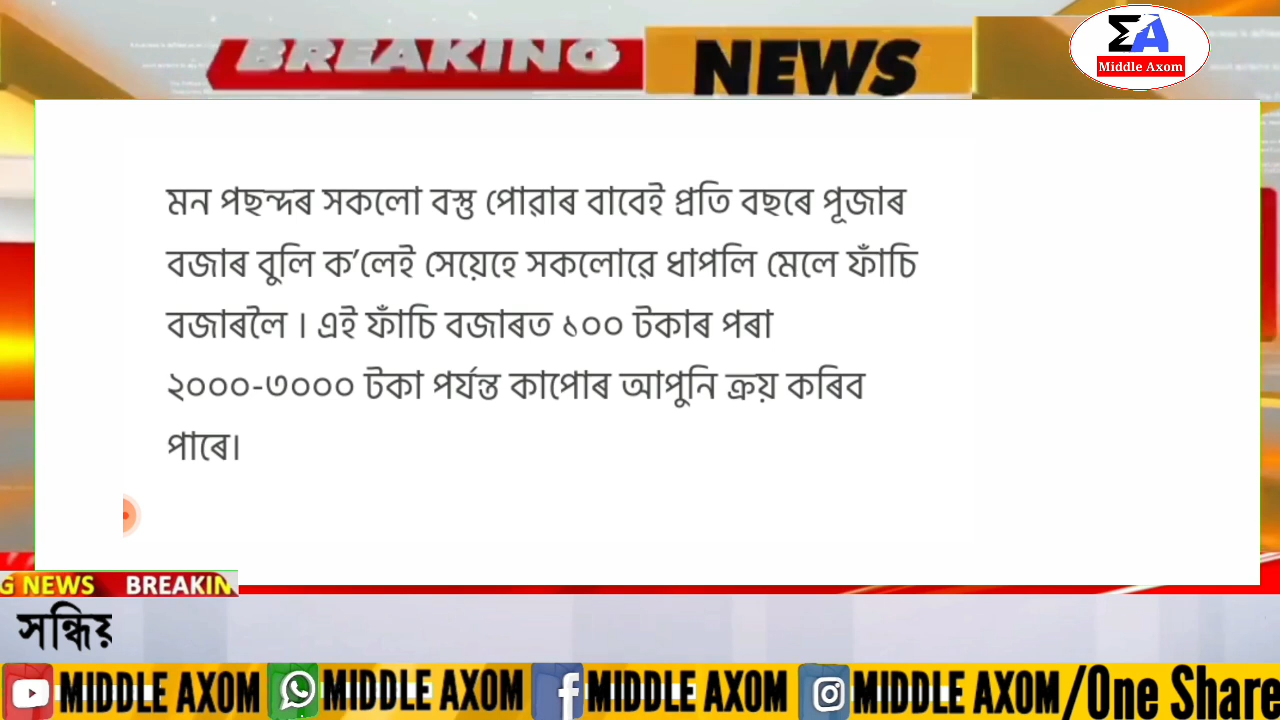 BREAKING NEWS
Middle Axom
মন পছন্দৰ সকলো বস্তু পোৱাৰ বাবেই প্ৰতি বছৰে পূজাৰ
বজাৰ বুলি ক’লেই সেয়েহে সকলোৱে ধাপলি মেলে ফাঁচি
বজাৰলৈ । এই ফাঁচি বজাৰত ১০০ টকাৰ পৰা
২০০০-৩০০০ টকা পৰ্যন্ত কাপোৰ আপুনি ক্ৰয় কৰিব
পাৰে।
G NEWS BREAKIN
সন্ধিয়
MIDDLE AXOM MIDDLE AXOM MIDDLE AXOM MIDDLE AXOM/One Share